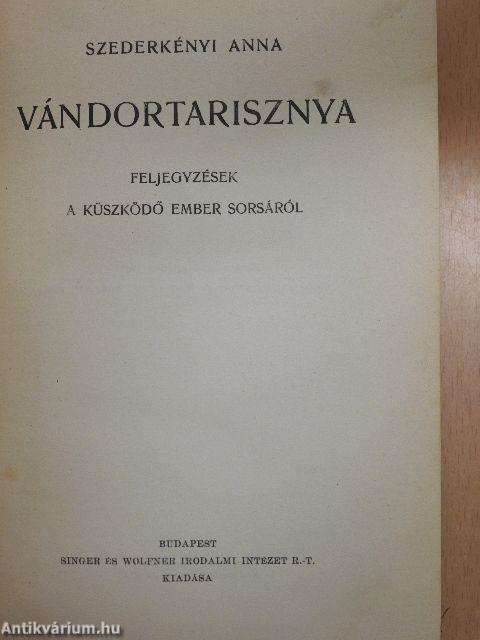 SZEDERKÉNYI ANNA
VÁNDORTARISZNYA
FELJEGYZÉSEK
A KÜSZKÖDŐ EMBER SORSÁRÓL
BUDAPEST
SINGER ÉS WOLFNER IRODALMI INTÉZET R.-T.
KIADÁSA
Antikvárium.hu